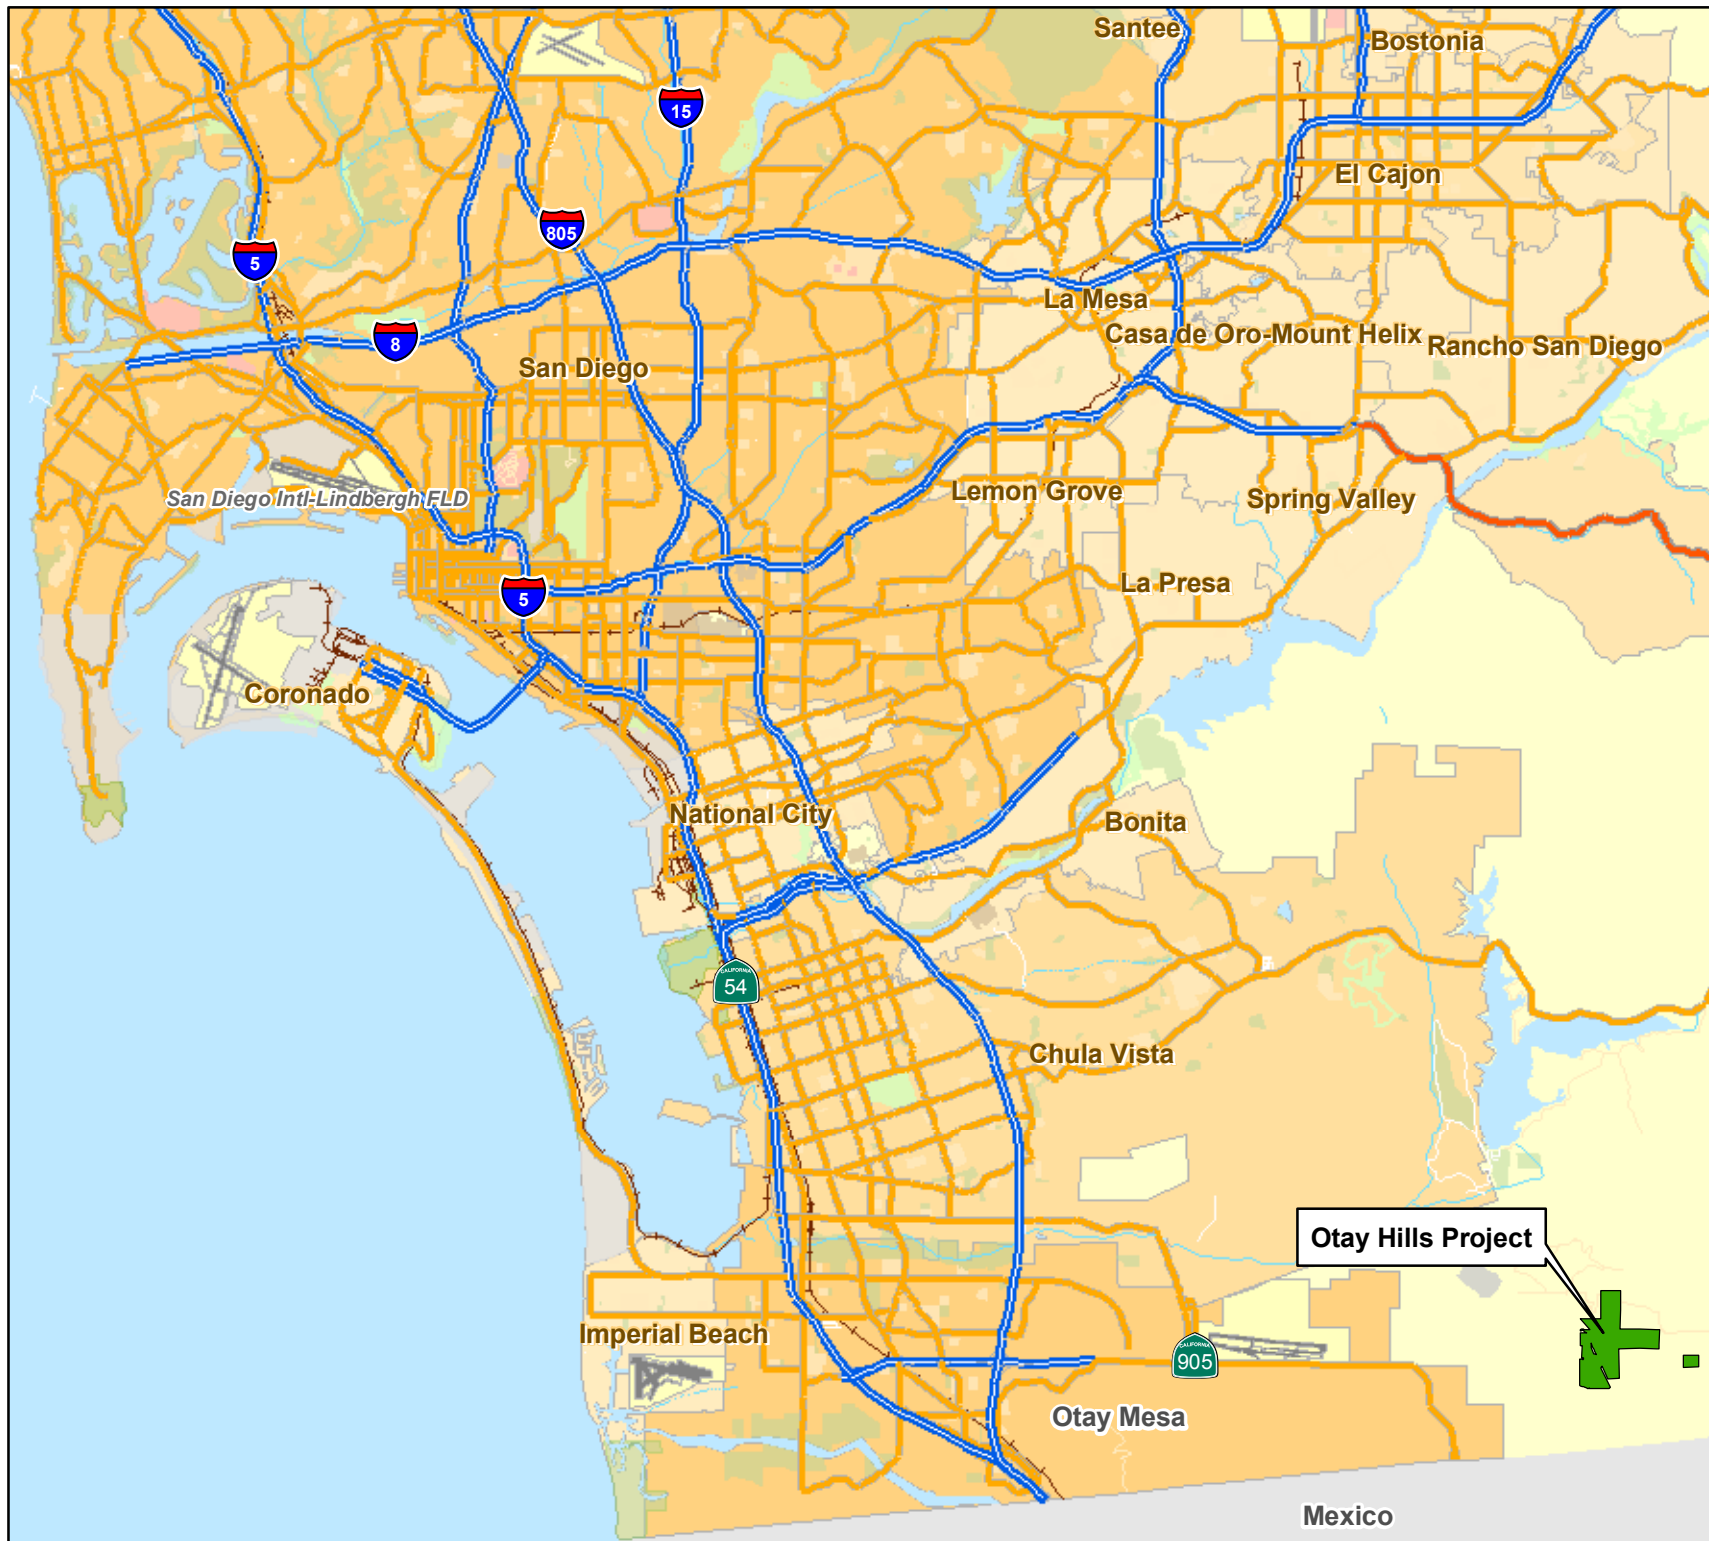 Santee
Bostonia
15
El Cajon
805
5
La Mesa
8
Casa de Oro-Mount Helix
Rancho San Diego
San Diego
Lemon Grove
Spring Valley
San Diego Intl-Lindbergh FLD
La Presa
5
Coronado
National City
Bonita
CALIFORNIA
54
Chula Vista
Otay Hills Project
Imperial Beach
CALIFORNIA
905
Otay Mesa
Mexico